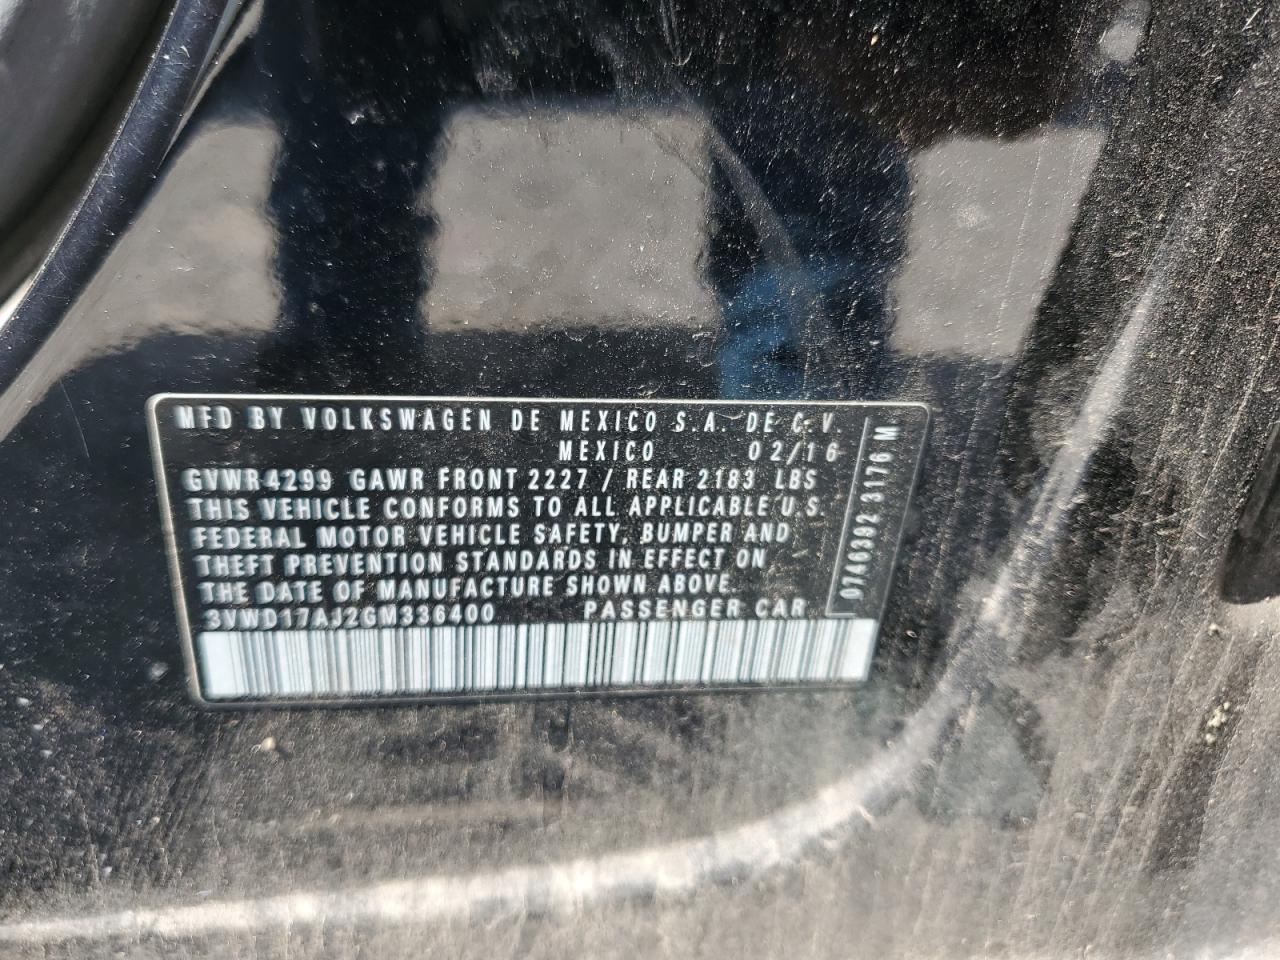 MFD BY VOLKSWAGEN DE MEXICO S.A. DE C.V.
MEXICO 02/16
GVWR 4299 GAWR FRONT 2227 / REAR 2183 LBS
THIS VEHICLE CONFORMS TO ALL APPLICABLE U.S.
FEDERAL MOTOR VEHICLE SAFETY, BUMPER AND
THEFT PREVENTION STANDARDS IN EFFECT ON
THE DATE OF MANUFACTURE SHOWN ABOVE.
3VWD17AJ2GM336400 PASSENGER CAR
0746392 3176 M